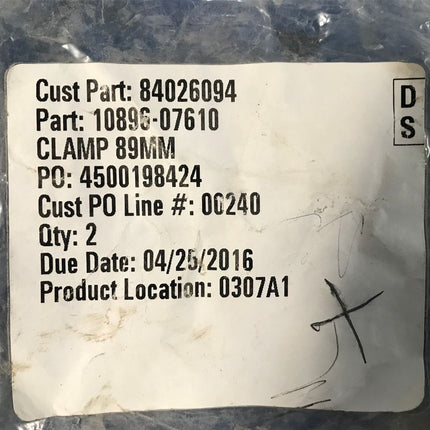 Cust Part: 84026094
Part: 10896-07610
CLAMP 89MM
PO: 4500198424
Cust PO Line #: 00240
Qty: 2
Due Date: 04/25/2016
Product Location: 0307A1
D
S